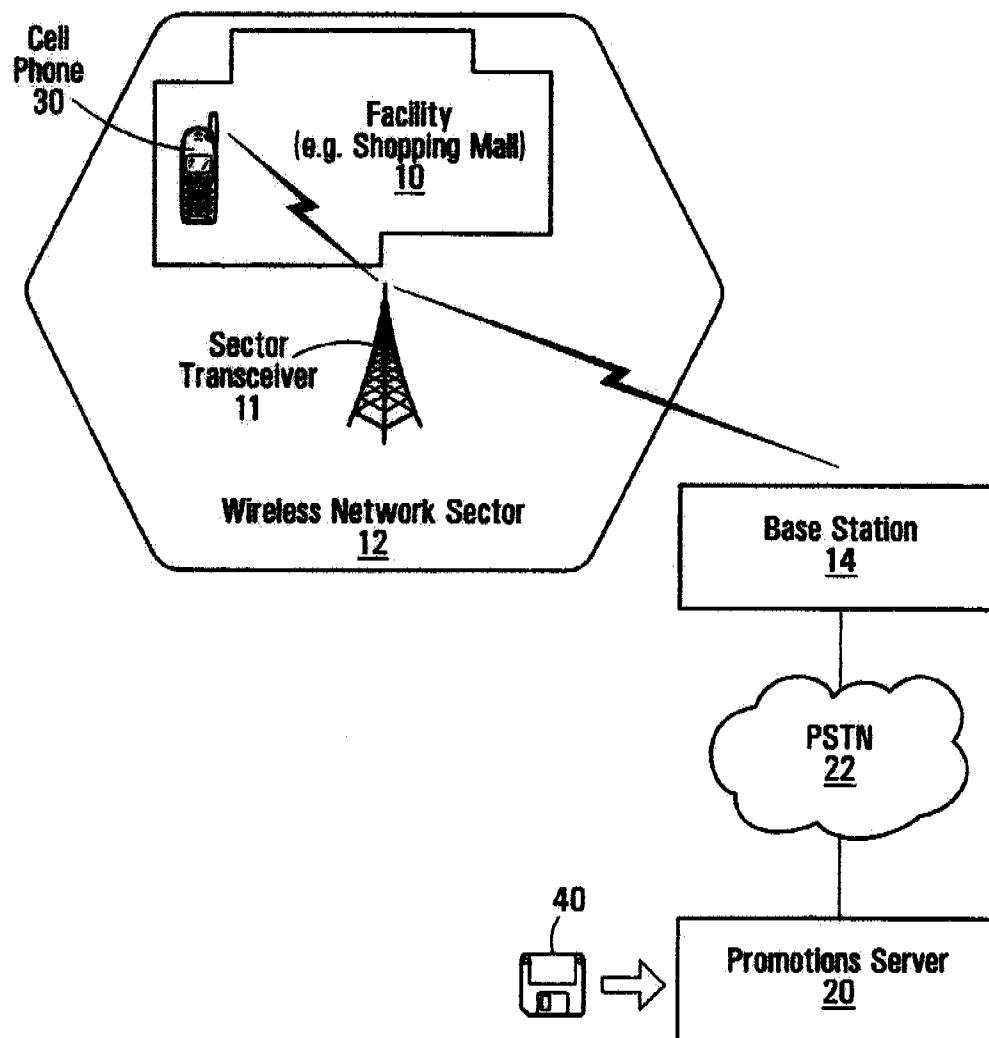 Cell
Phone
30
Facility
(e.g. Shopping Mall)
10
Sector
Transceiver
11
Wireless Network Sector
12
Base Station
14
PSTN
22
40
Promotions Server
20